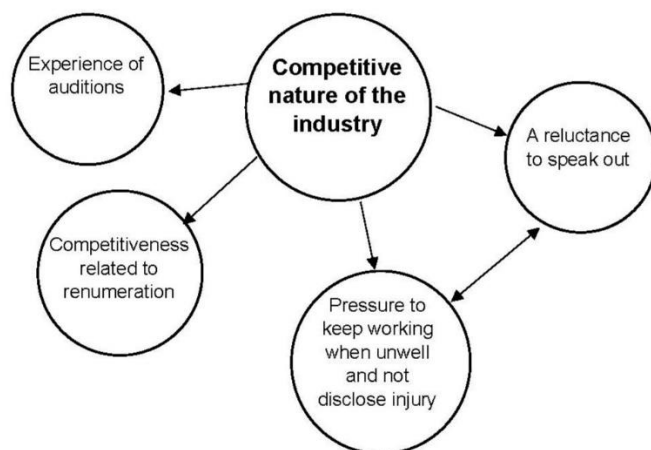 Experience of
auditions
Competitive
nature of the
industry
A reluctance
to speak out
Competitiveness
related to
renumeration
Pressure to
keep working
when unwell
and not
disclose injury